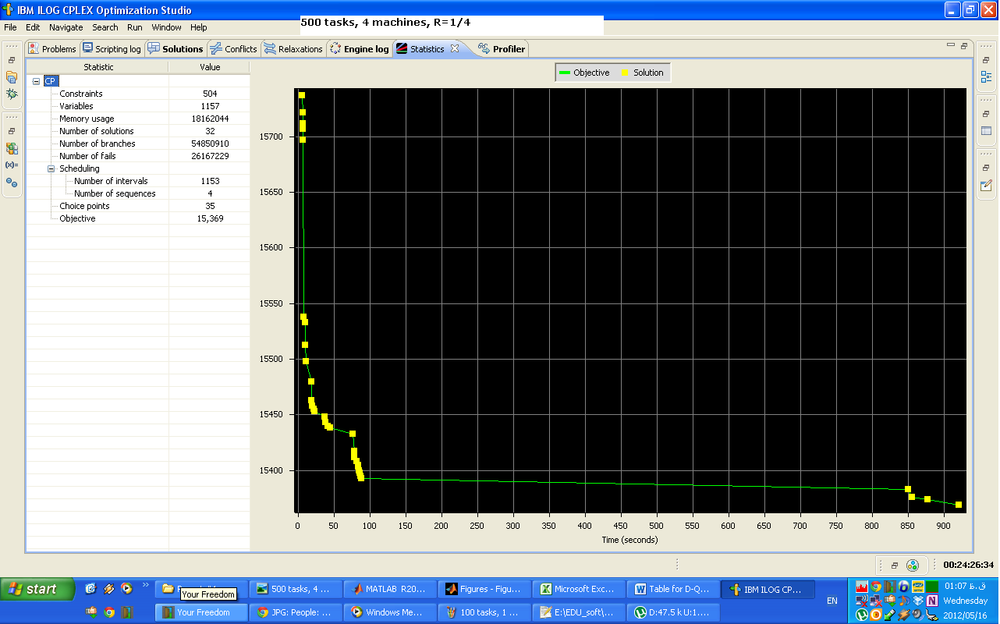 IBM ILOG CPLEX Optimization Studio
500 tasks, 4 machines, R=1/4
File Edit Navigate Search Run Window Help
Problems Scripting log Solutions Conflicts Relaxations Engine log Statistics Profiler
Statistic Value
Objective Solution
CP
Constraints 504
Variables 1157
Memory usage 18162044
Number of solutions 32
Number of branches 54850910
Number of fails 26167229
Scheduling
Number of intervals 1153
Number of sequences 4
Choice points 35
Objective 15,369
15700
15650
15600
15550
15500
15450
15400
0 50 100 150 200 250 300 350 400 450 500 550 600 650 700 750 800 850 900
Time (seconds)
00:24:26:34
start
500 tasks, 4 ...
MATLAB R20...
Figures - Figu...
Microsoft Exc...
Table for D-Q...
IBM ILOG CP...
EN
01:07 ق.ظ
Your Freedom
Wednesday
Your Freedom
JPG: People: ...
Windows Me...
100 tasks, 1 ...
E:\EDU_soft\...
D:47.5 k U:1....
2012/05/16